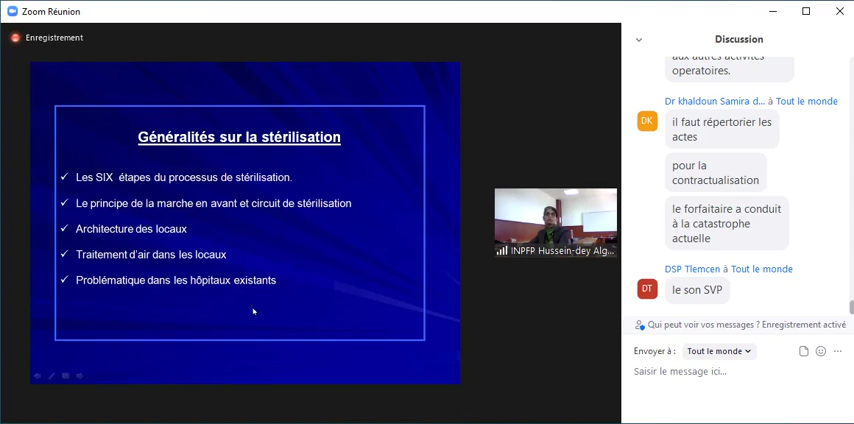 Zoom Réunion
Enregistrement
Généralités sur la stérilisation
Les SIX étapes du processus de stérilisation.
Le principe de la marche en avant et circuit de stérilisation
Architecture des locaux
Traitement d'air dans les locaux
Problématique dans les hôpitaux existants
INPFP Hussein-dey Alg...
Discussion
aux autres activités
operatoires.
Dr khaldoun Samira d... à Tout le monde
DK
il faut répertorier les
actes
pour la
contractualisation
le forfaitaire a conduit
à la catastrophe
actuelle
DSP Tlemcen à Tout le monde
DT
le son SVP
Qui peut voir vos messages ? Enregistrement activé
Envoyer à :
Tout le monde
Saisir le message ici...